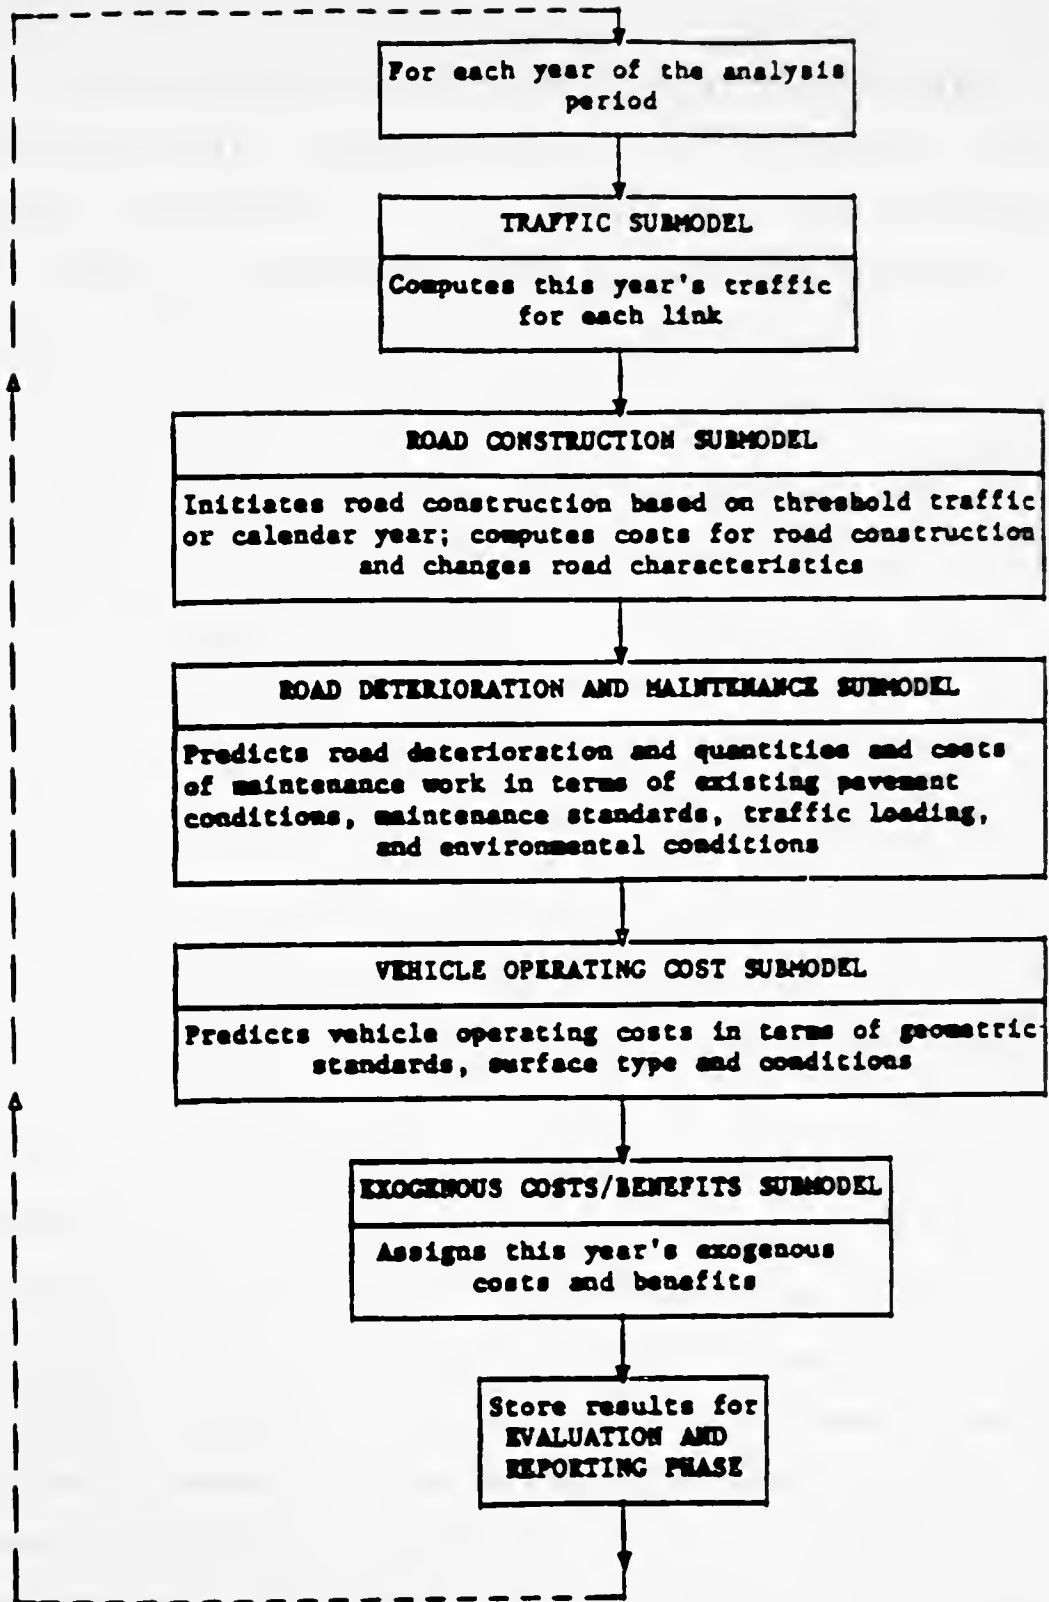 For each year of the analysis
period
TRAFFIC SUBMODEL
Computes this year's traffic
for each link
ROAD CONSTRUCTION SUBMODEL
Initiates road construction based on threshold traffic
or calendar year; computes costs for road construction
and changes road characteristics
ROAD DETERIORATION AND MAINTENANCE SUBMODEL
Predicts road deterioration and quantities and costs
of maintenance work in terms of existing pavement
conditions, maintenance standards, traffic loading,
and environmental conditions
VEHICLE OPERATING COST SUBMODEL
Predicts vehicle operating costs in terms of geometric
standards, surface type and conditions
EXOGENOUS COSTS/BENEFITS SUBMODEL
Assigns this year's exogenous
costs and benefits
Store results for
EVALUATION AND
REPORTING PHASE